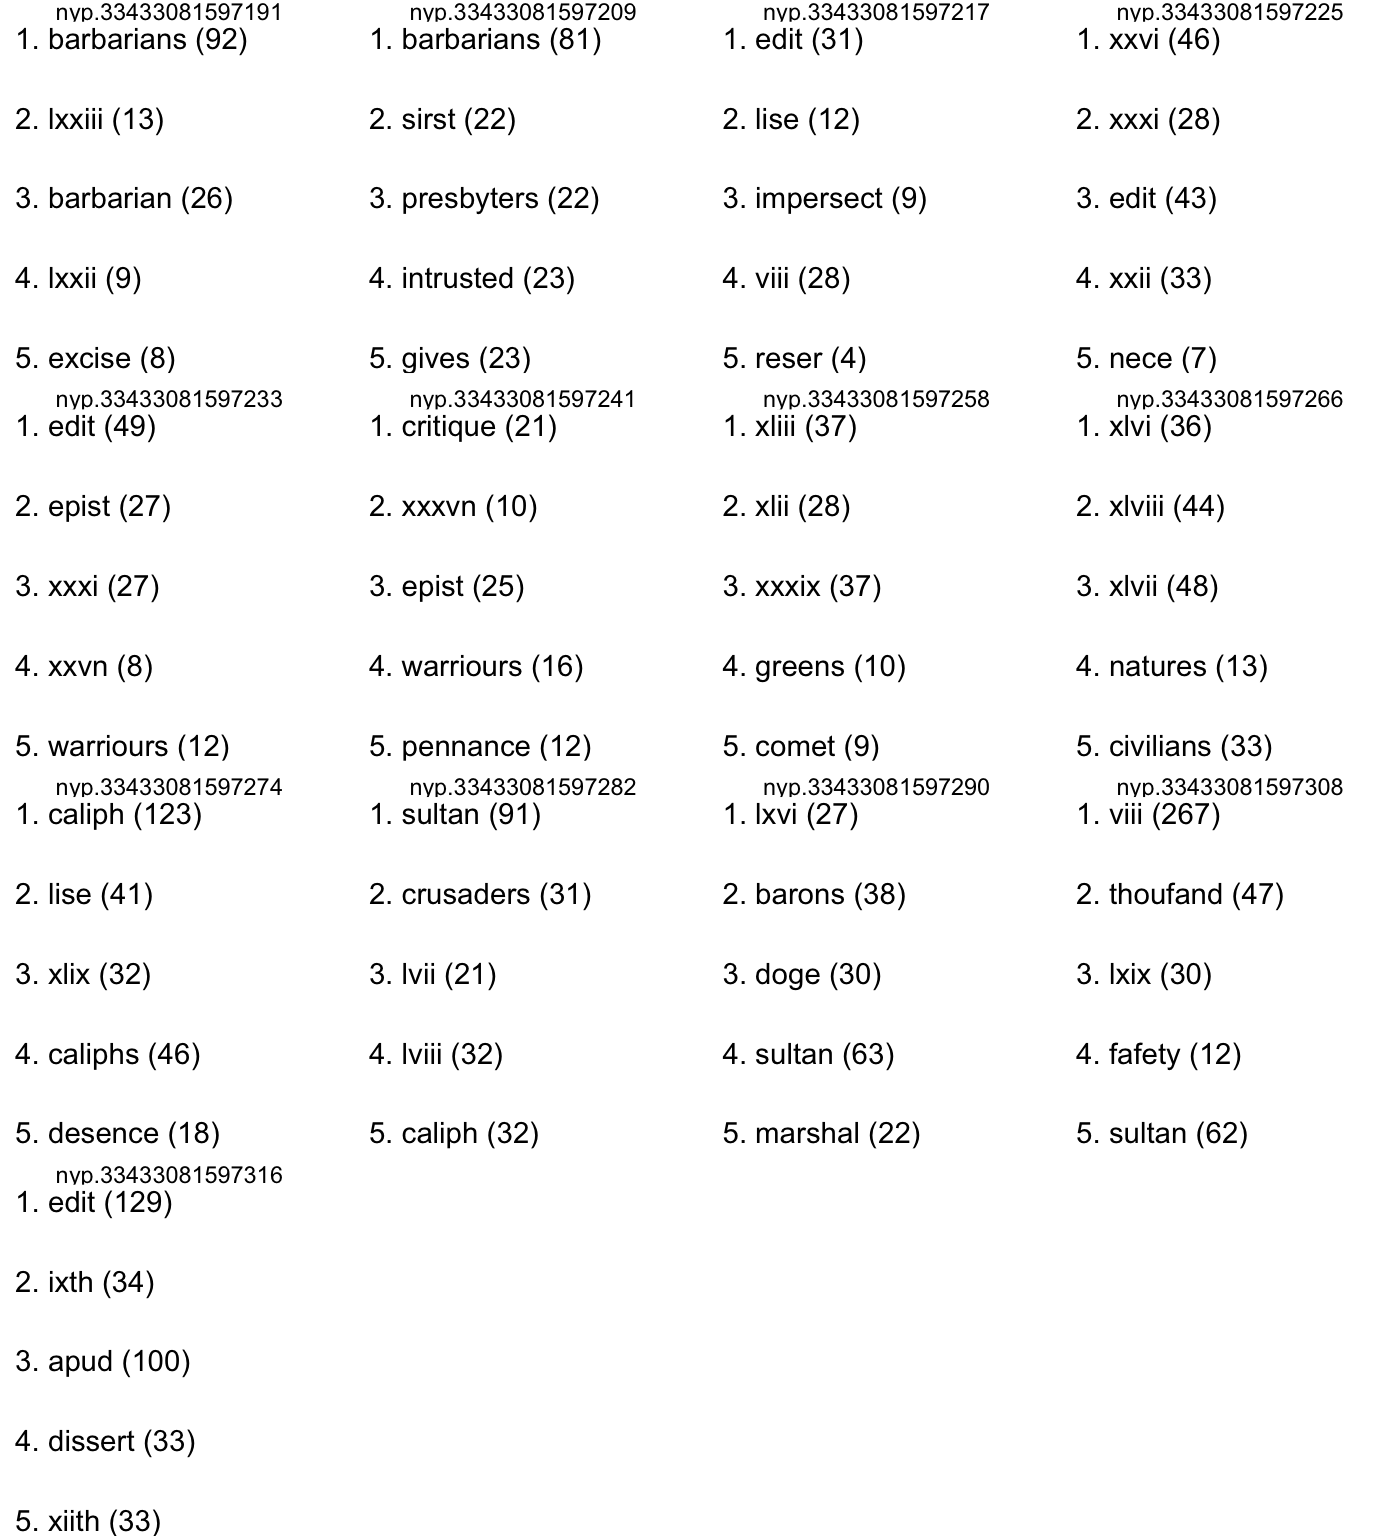 nyp.33433081597191 nyp.33433081597209 nyp.33433081597217 nyp.33433081597225
1. barbarians (92) 1. barbarians (81) 1. edit (31) 1. xxvi (46)
2. lxxiii (13) 2. sirst (22) 2. lise (12) 2. xxxi (28)
3. barbarian (26) 3. presbyters (22) 3. impersect (9) 3. edit (43)
4. lxxii (9) 4. intrusted (23) 4. viii (28) 4. xxii (33)
5. excise (8) 5. gives (23) 5. reser (4) 5. nece (7)
nyp.33433081597233 nyp.33433081597241 nyp.33433081597258 nyp.33433081597266
1. edit (49) 1. critique (21) 1. xliii (37) 1. xlvi (36)
2. epist (27) 2. xxxvn (10) 2. xlii (28) 2. xlviii (44)
3. xxxi (27) 3. epist (25) 3. xxxix (37) 3. xlvii (48)
4. xxvn (8) 4. warriours (16) 4. greens (10) 4. natures (13)
5. warriours (12) 5. pennance (12) 5. comet (9) 5. civilians (33)
nyp.33433081597274 nyp.33433081597282 nyp.33433081597290 nyp.33433081597308
1. caliph (123) 1. sultan (91) 1. lxvi (27) 1. viii (267)
2. lise (41) 2. crusaders (31) 2. barons (38) 2. thoufand (47)
3. xlix (32) 3. lvii (21) 3. doge (30) 3. lxix (30)
4. caliphs (46) 4. lviii (32) 4. sultan (63) 4. fafety (12)
5. desence (18) 5. caliph (32) 5. marshal (22) 5. sultan (62)
nyp.33433081597316
1. edit (129)
2. ixth (34)
3. apud (100)
4. dissert (33)
5. xiith (33)